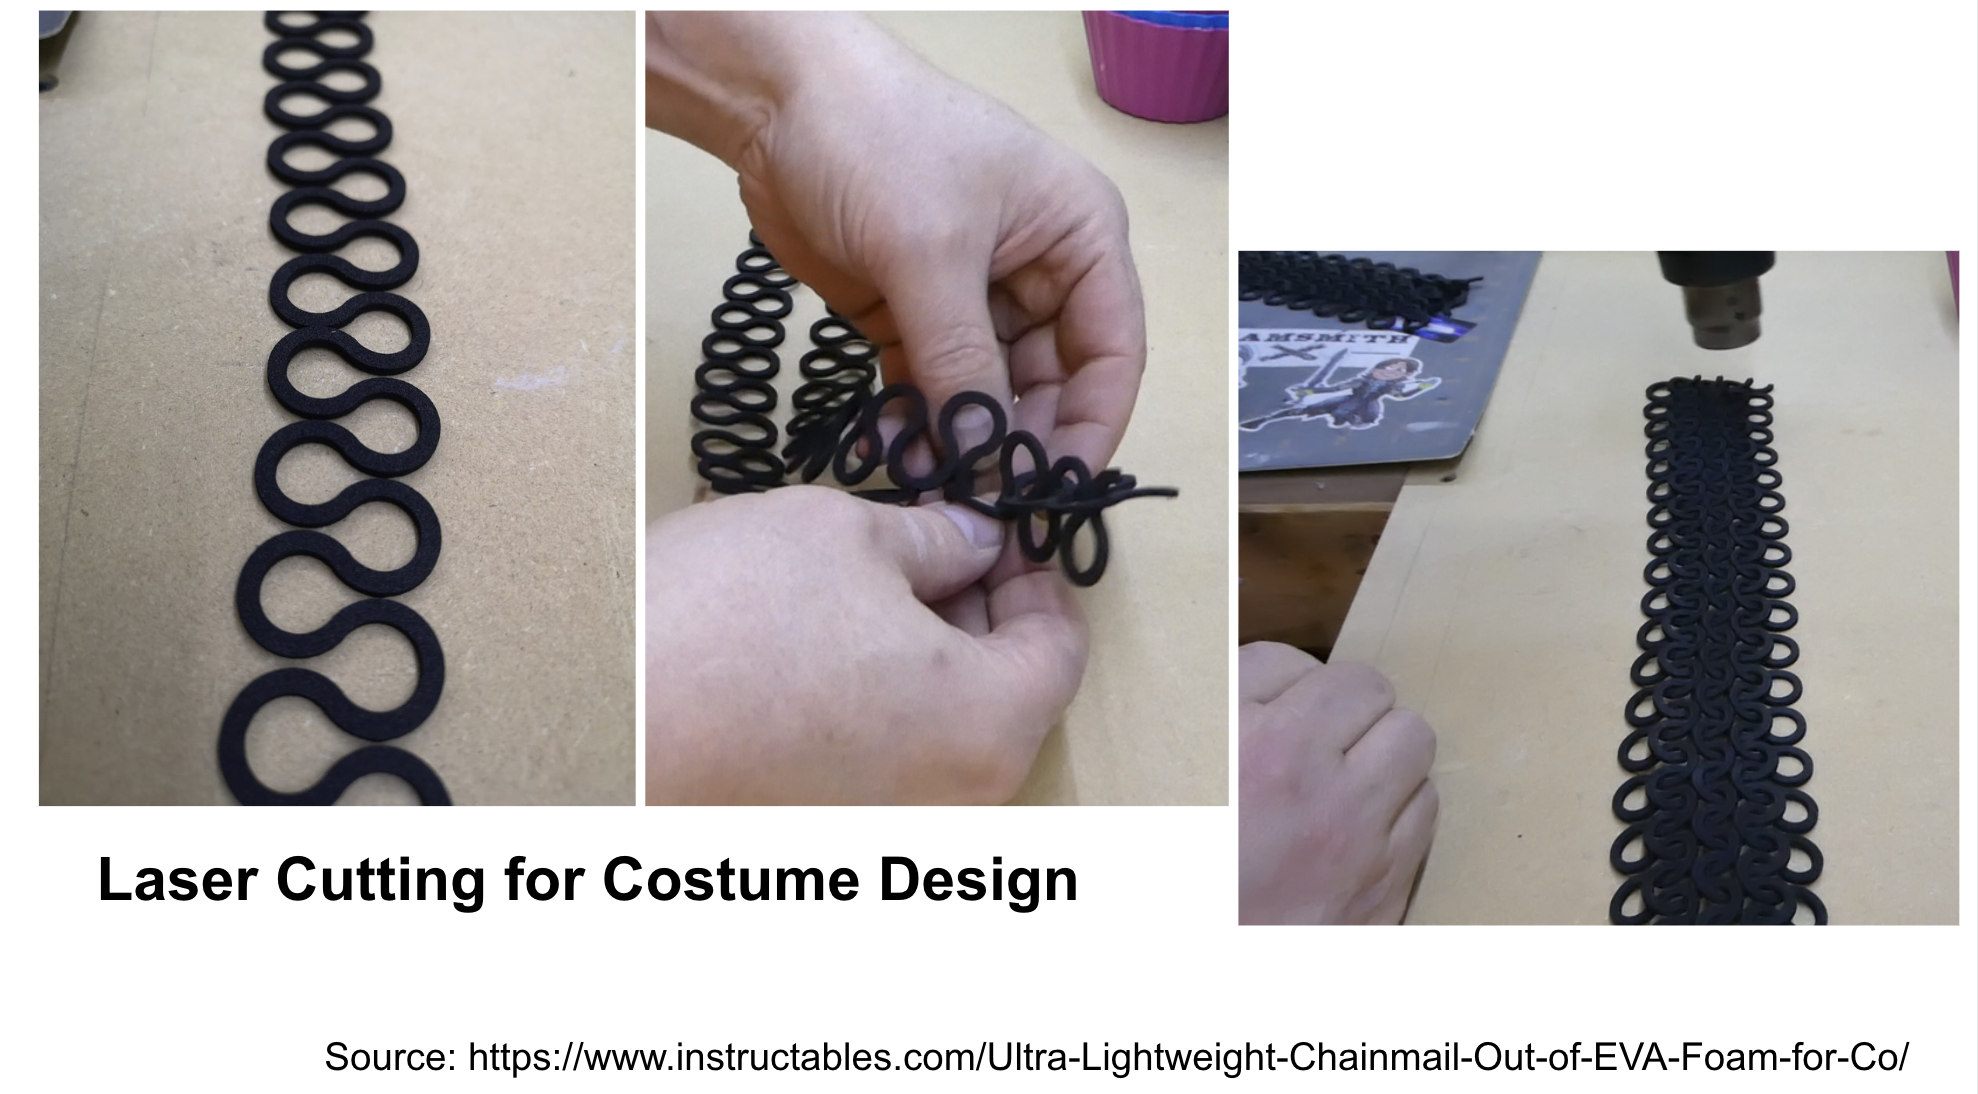 AMSMITH
Laser Cutting for Costume Design
Source: https://www.instructables.com/Ultra-Lightweight-Chainmail-Out-of-EVA-Foam-for-Co/